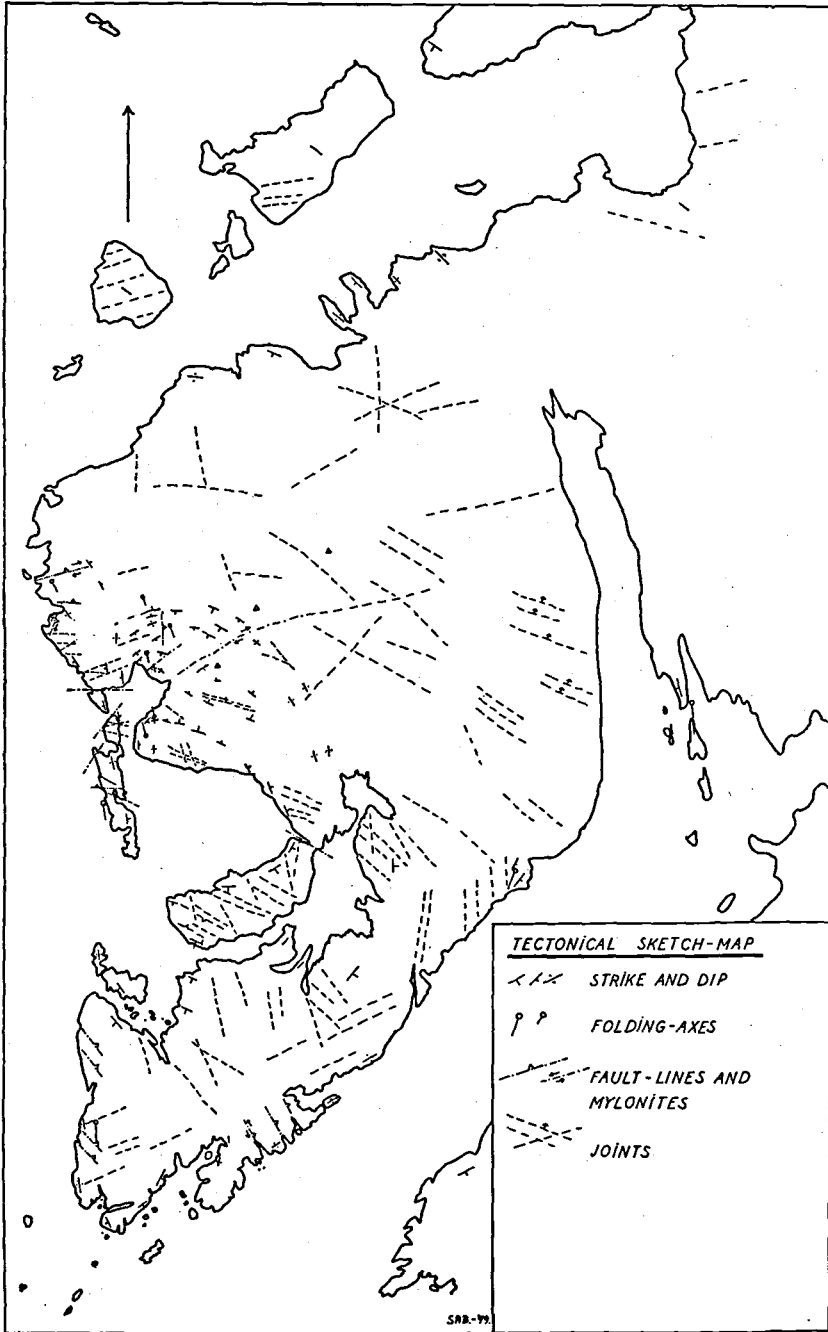 TECTONICAL SKETCH-MAP
STRIKE AND DIP
FOLDING-AXES
FAULT-LINES AND
MYLONITES
JOINTS